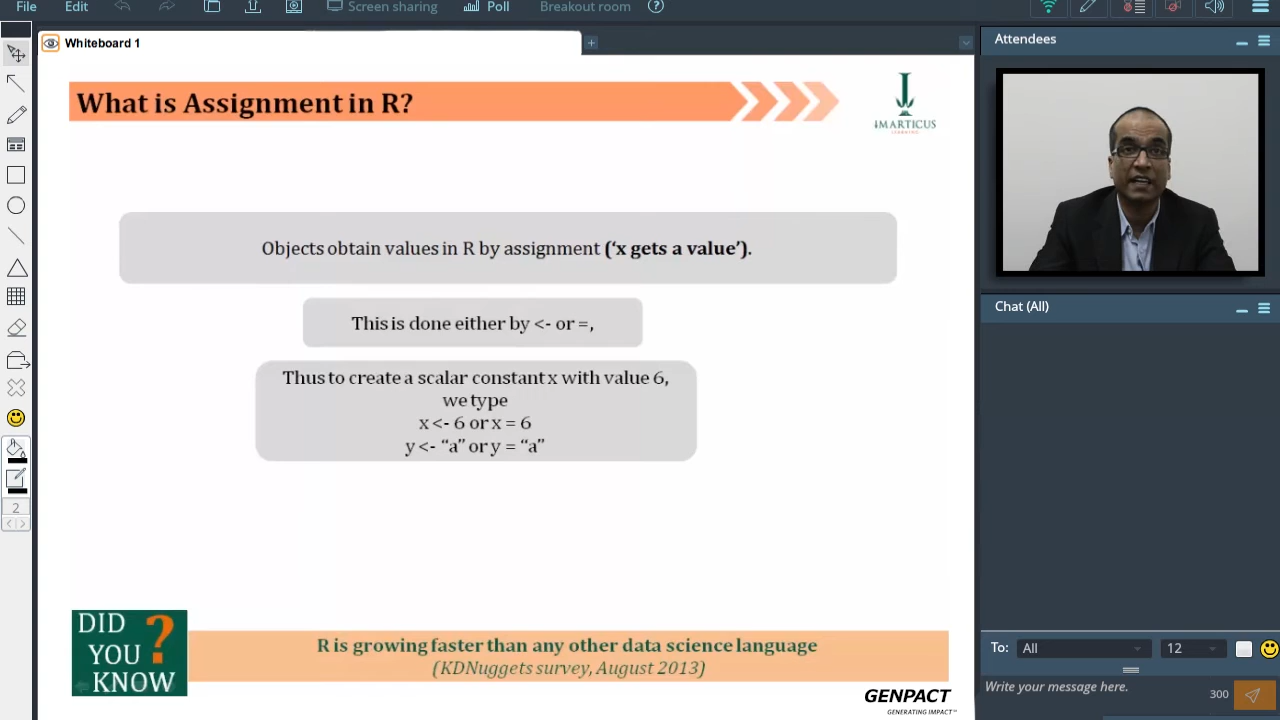 File Edit Screen sharing Poll Breakout room ?
Whiteboard 1
Attendees
What is Assignment in R?
IMARTICUS
LEARNING
Objects obtain values in R by assignment (‘x gets a value’).
This is done either by <- or =,
Thus to create a scalar constant x with value 6,
we type
x <- 6 or x = 6
y <- “a” or y = “a”
Chat (All)
2
DID
YOU ?
KNOW
R is growing faster than any other data science language
(KDNuggets survey, August 2013)
GENPACT
GENERATING IMPACT™
To: All 12
Write your message here.
300